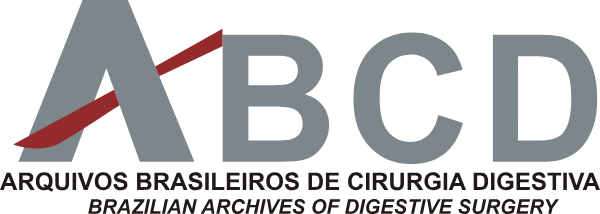 ABCD
ARQUIVOS BRASILEIROS DE CIRURGIA DIGESTIVA
BRAZILIAN ARCHIVES OF DIGESTIVE SURGERY